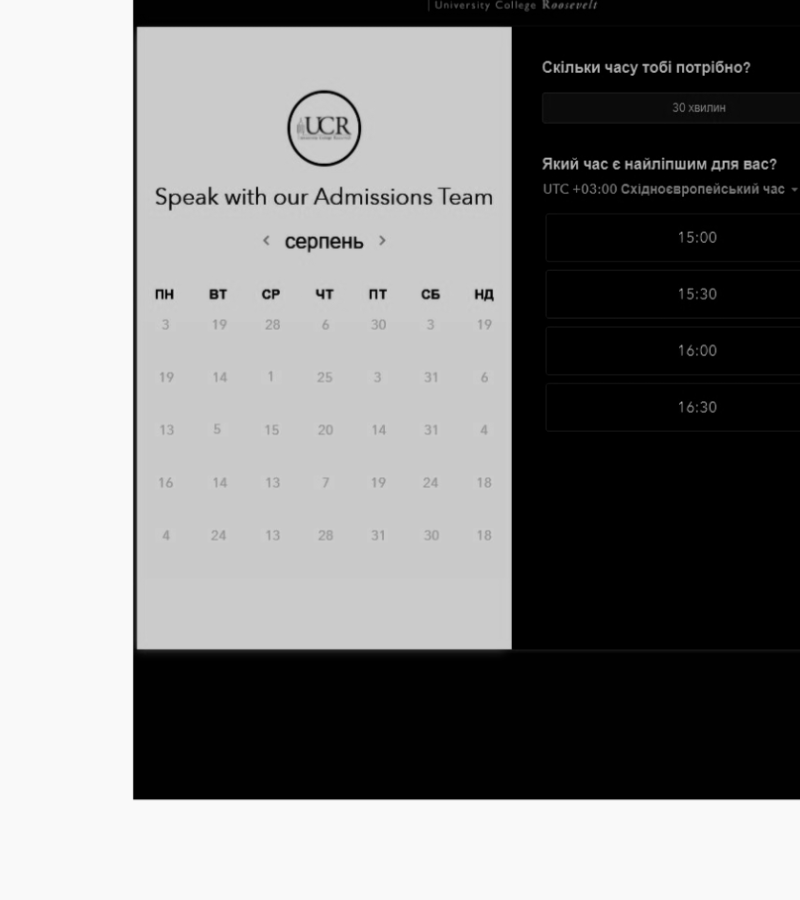 | University College Roosevelt
UCR
Speak with our Admissions Team
серпень
ПН ВТ СР ЧТ ПТ СБ НД
3 19 28 6 30 3 19
19 14 1 25 3 31 6
13 5 15 20 14 31 4
16 14 13 7 19 24 18
4 24 13 28 31 30 18
Скільки часу тобі потрібно?
30 хвилин
Який час є найліпшим для вас?
UTC +03:00 Східноєвропейський час
15:00
15:30
16:00
16:30